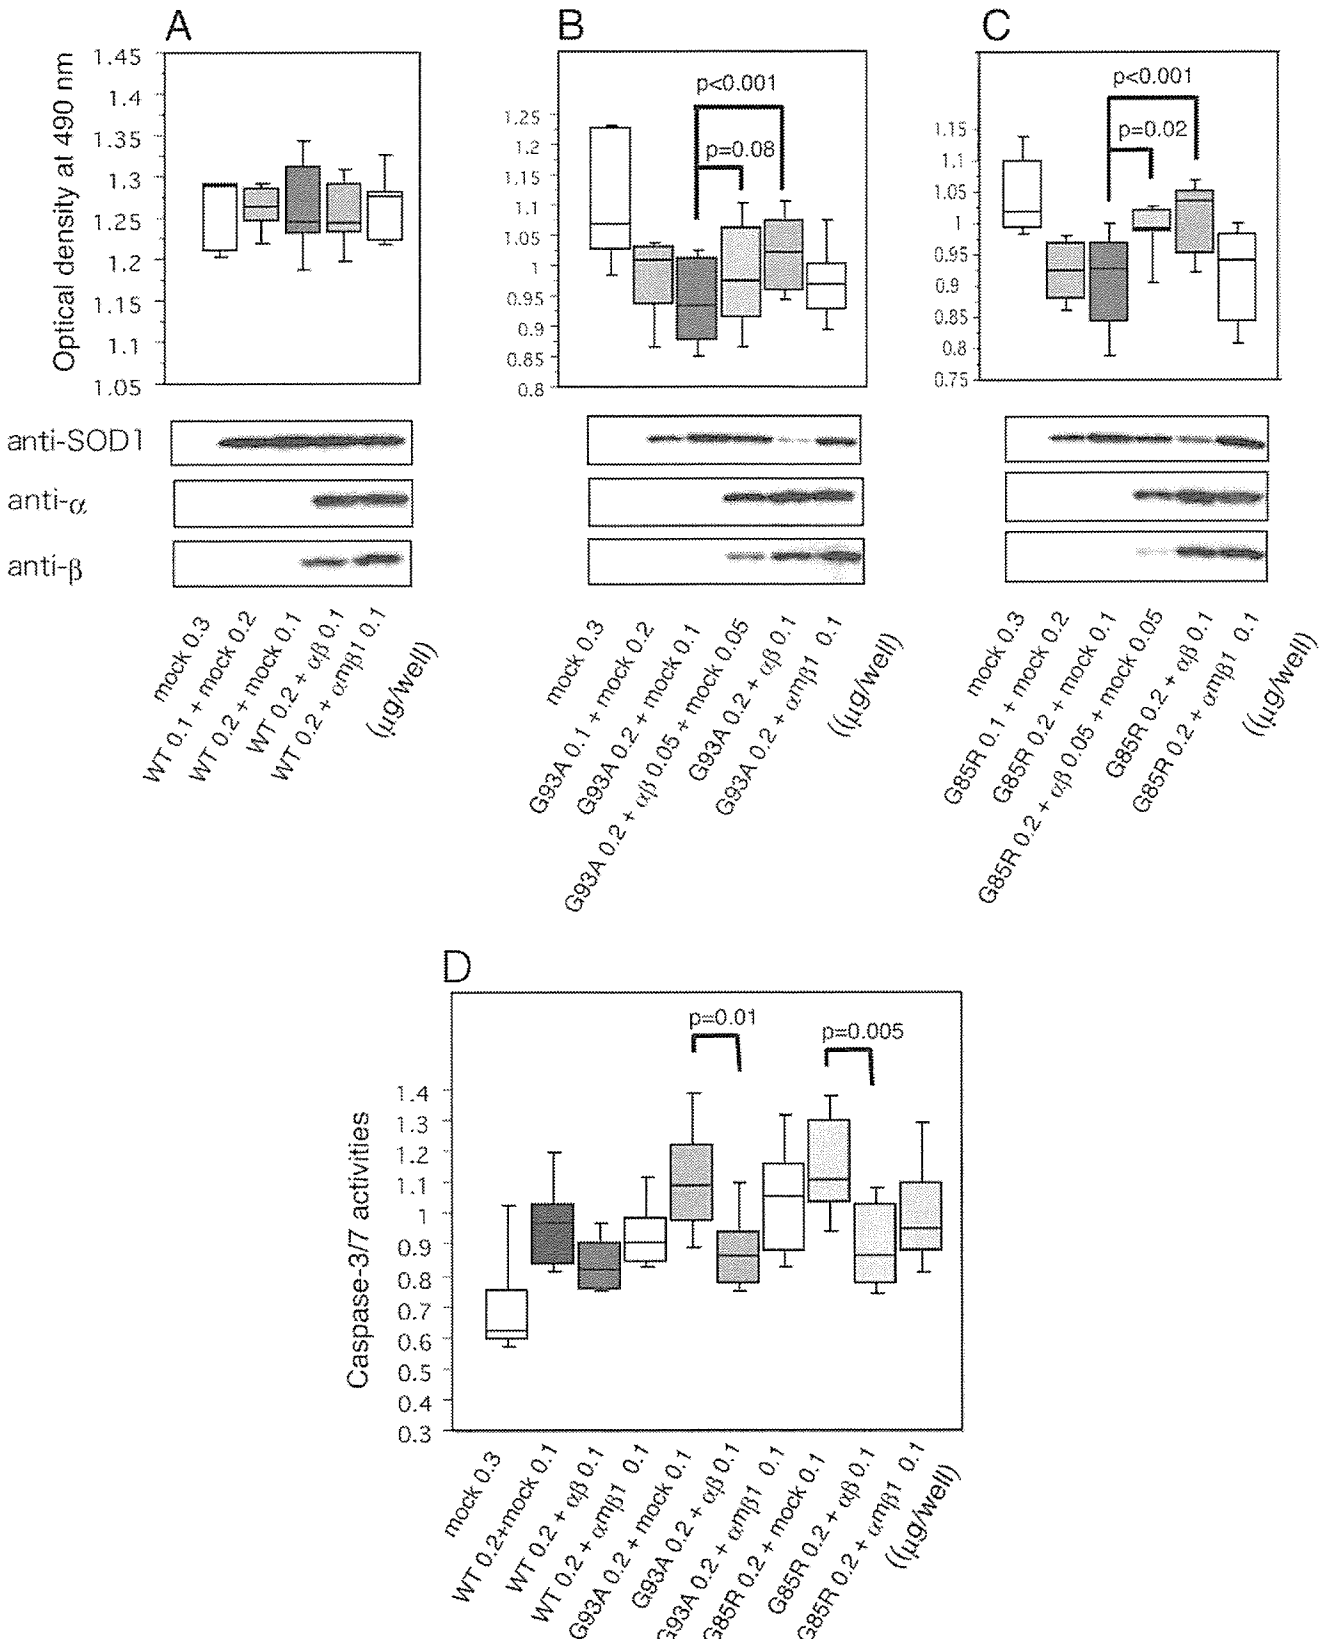 A
B
C
Optical density at 490 nm
1.45
1.4
1.35
1.3
1.25
1.2
1.15
1.1
1.05
p<0.001
p=0.08
1.25
1.2
1.15
1.1
1.05
1
0.95
0.9
0.85
0.8
p<0.001
p=0.02
1.15
1.1
1.05
1
0.95
0.9
0.85
0.8
0.75
anti-SOD1
anti-α
anti-β
mock 0.3
WT 0.1 + mock 0.2
WT 0.2 + mock 0.1
WT 0.2 + αβ 0.1
WT 0.2 + αmβ1 0.1
(μg/well)
mock 0.3
G93A 0.1 + mock 0.2
G93A 0.2 + mock 0.1
G93A 0.2 + αβ 0.05 + mock 0.05
G93A 0.2 + αβ 0.1
G93A 0.2 + αmβ1 0.1
((μg/well)
mock 0.3
G85R 0.1 + mock 0.2
G85R 0.2 + mock 0.1
G85R 0.2 + αβ 0.05 + mock 0.05
G85R 0.2 + αβ 0.1
G85R 0.2 + αmβ1 0.1
((μg/well)
D
p=0.01
p=0.005
Caspase-3/7 activities
1.4
1.3
1.2
1.1
1
0.9
0.8
0.7
0.6
0.5
0.4
0.3
mock 0.3
WT 0.2+mock 0.1
WT 0.2 + αβ 0.1
WT 0.2 + αmβ1 0.1
G93A 0.2 + mock 0.1
G93A 0.2 + αβ 0.1
G93A 0.2 + αmβ1 0.1
G85R 0.2 + mock 0.1
G85R 0.2 + αβ 0.1
G85R 0.2 + αmβ1 0.1
((μg/well)